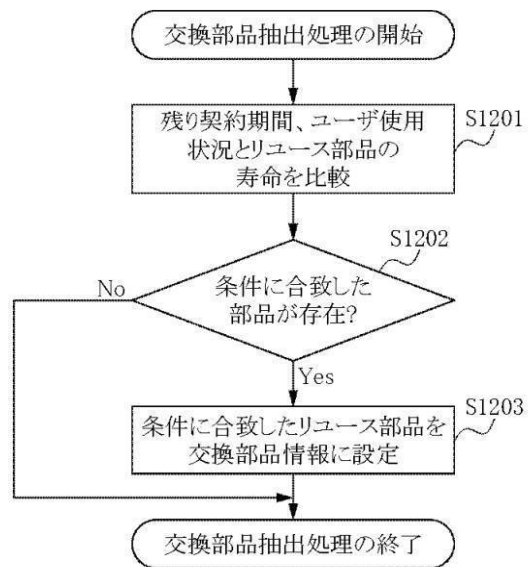 交換部品抽出処理の開始
残り契約期間、ユーザ使用
状況とリユース部品の
寿命を比較
S1201
S1202
条件に合致した
部品が存在?
No
Yes
S1203
条件に合致したリユース部品を
交換部品情報に設定
交換部品抽出処理の終了